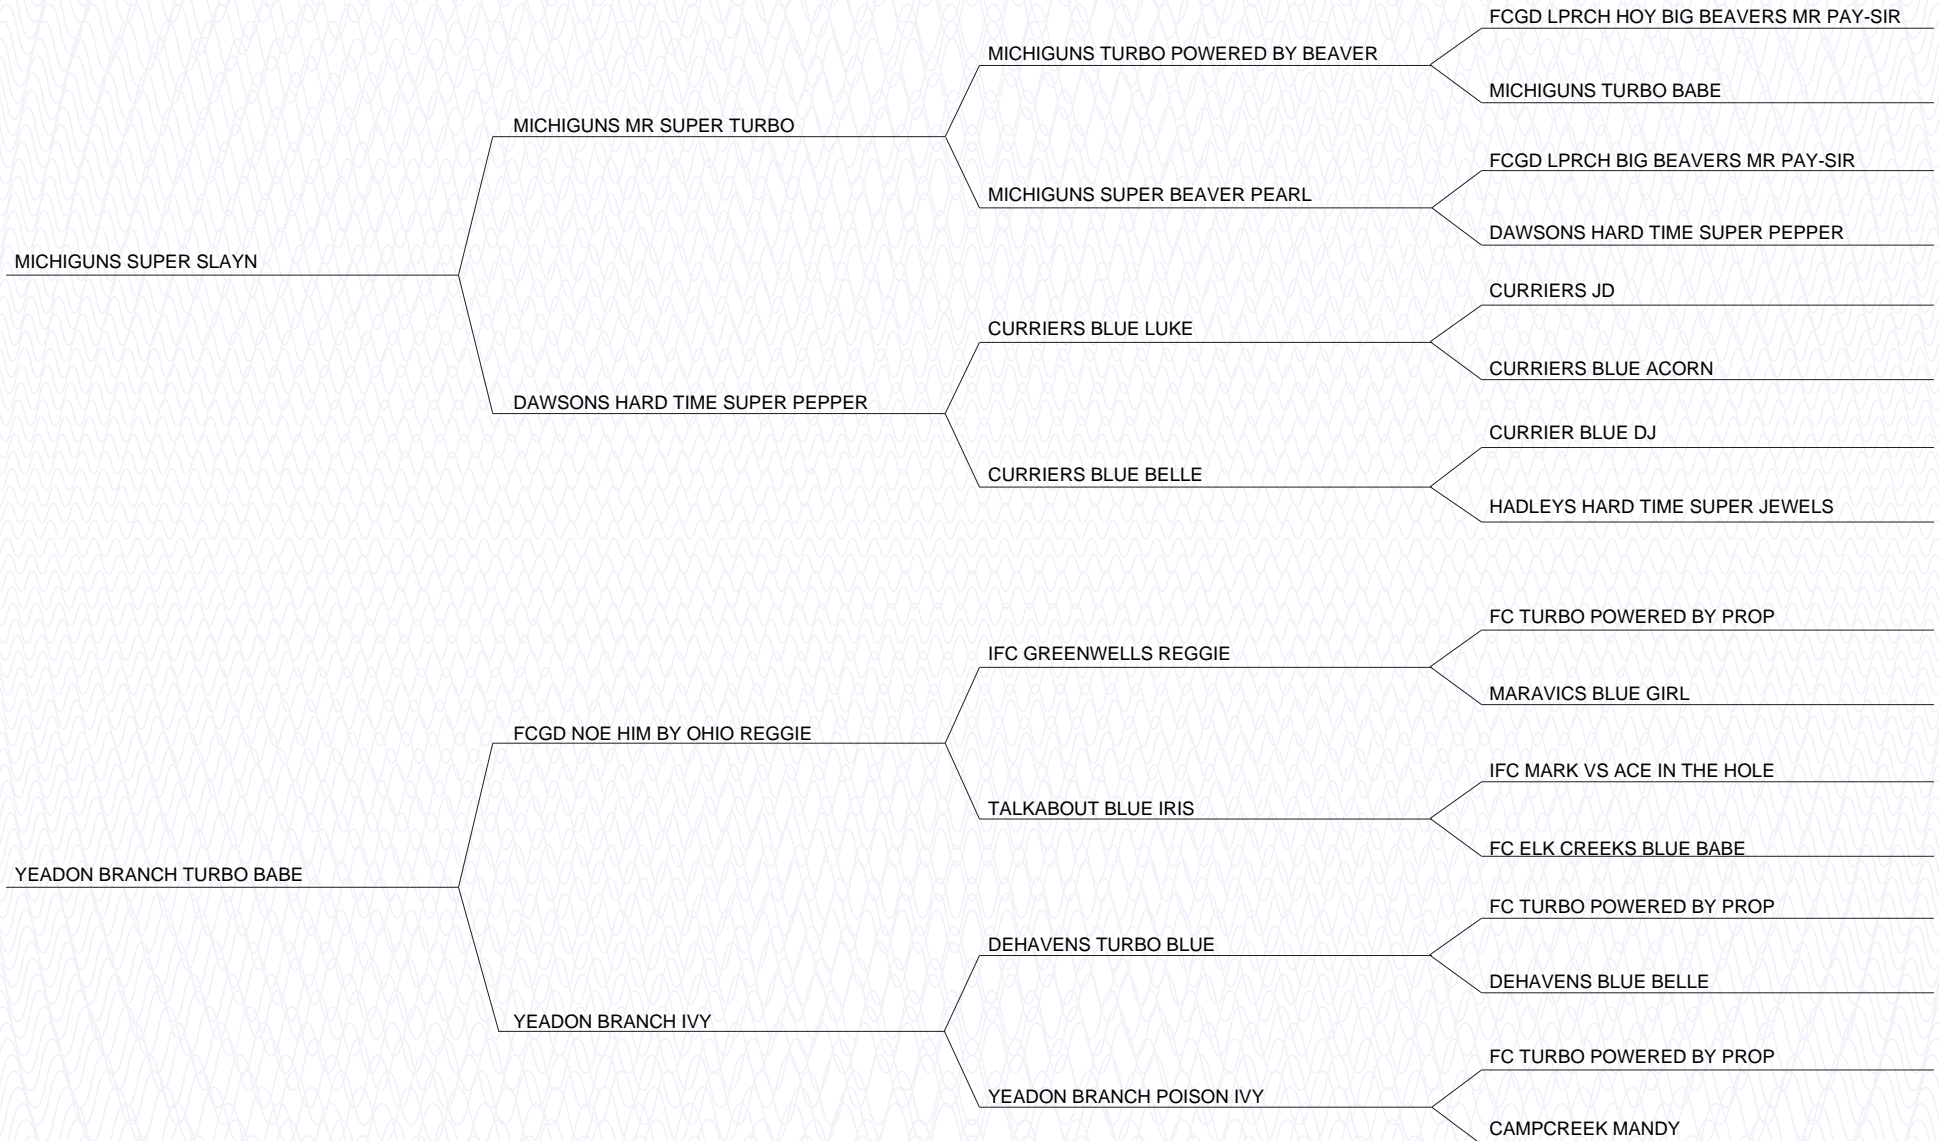 FCGD LPRCH HOY BIG BEAVERS MR PAY-SIR
MICHIGUNS TURBO POWERED BY BEAVER
MICHIGUNS TURBO BABE
MICHIGUNS MR SUPER TURBO
FCGD LPRCH BIG BEAVERS MR PAY-SIR
MICHIGUNS SUPER BEAVER PEARL
DAWSONS HARD TIME SUPER PEPPER
MICHIGUNS SUPER SLAYN
CURRIERS JD
CURRIERS BLUE LUKE
CURRIERS BLUE ACORN
DAWSONS HARD TIME SUPER PEPPER
CURRIER BLUE DJ
CURRIERS BLUE BELLE
HADLEYS HARD TIME SUPER JEWELS
FC TURBO POWERED BY PROP
IFC GREENWELLS REGGIE
MARAVICS BLUE GIRL
FCGD NOE HIM BY OHIO REGGIE
IFC MARK VS ACE IN THE HOLE
TALKABOUT BLUE IRIS
FC ELK CREEKS BLUE BABE
YEADON BRANCH TURBO BABE
FC TURBO POWERED BY PROP
DEHAVENS TURBO BLUE
DEHAVENS BLUE BELLE
YEADON BRANCH IVY
FC TURBO POWERED BY PROP
YEADON BRANCH POISON IVY
CAMPCREEK MANDY